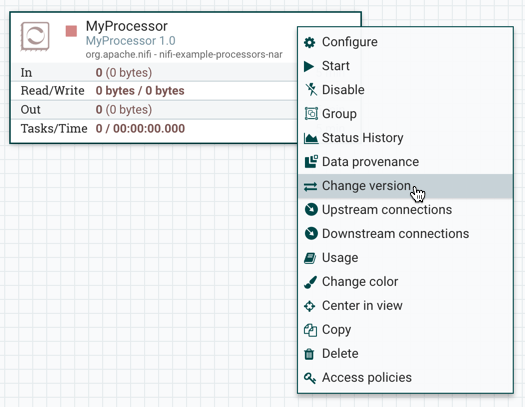 MyProcessor
MyProcessor 1.0
org.apache.nifi - nifi-example-processors-nar
In 0 (0 bytes)
Read/Write 0 bytes / 0 bytes
Out 0 (0 bytes)
Tasks/Time 0 / 00:00:00.000
Configure
Start
Disable
Group
Status History
Data provenance
Change version
Upstream connections
Downstream connections
Usage
Change color
Center in view
Copy
Delete
Access policies